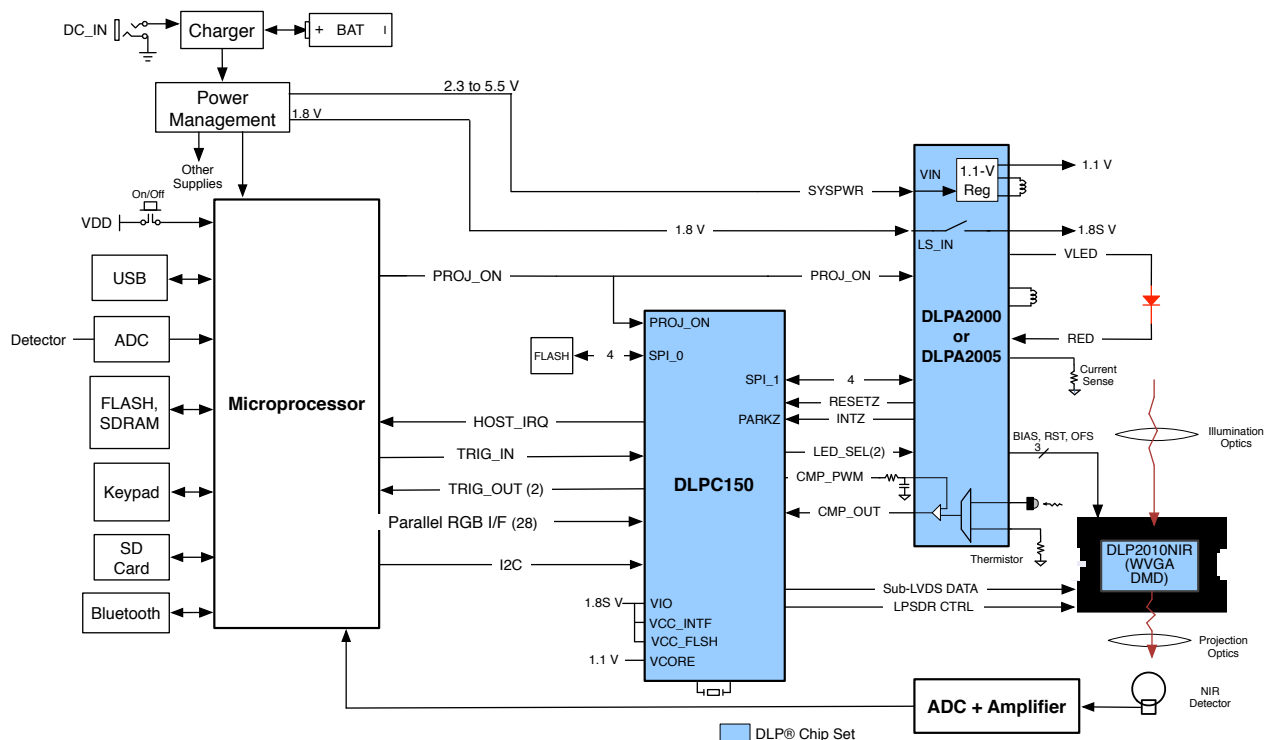 DC_IN
Charger
+ BAT I
Power
Management
2.3 to 5.5 V
1.8 V
Other
Supplies
On/Off
VDD
USB
Detector
ADC
FLASH,
SDRAM
Keypad
SD
Card
Bluetooth
Microprocessor
SYSPWR
1.8 V
PROJ_ON
PROJ_ON
HOST_IRQ
TRIG_IN
TRIG_OUT (2)
Parallel RGB I/F (28)
I2C
FLASH
4
PROJ_ON
SPI_0
SPI_1
PARKZ
DLPC150
1.8S V
VIO
VCC_INTF
VCC_FLSH
1.1 V
VCORE
4
RESETZ
INTZ
LED_SEL(2)
CMP_PWM
CMP_OUT
Sub-LVDS DATA
LPSDR CTRL
VIN
1.1-V
Reg
LS_IN
DLPA2000
or
DLPA2005
1.1 V
1.8S V
VLED
RED
Current
Sense
BIAS, RST, OFS
3
Thermistor
Illumination
Optics
DLP2010NIR
(WVGA
DMD)
Projection
Optics
ADC + Amplifier
NIR
Detector
DLP® Chip Set